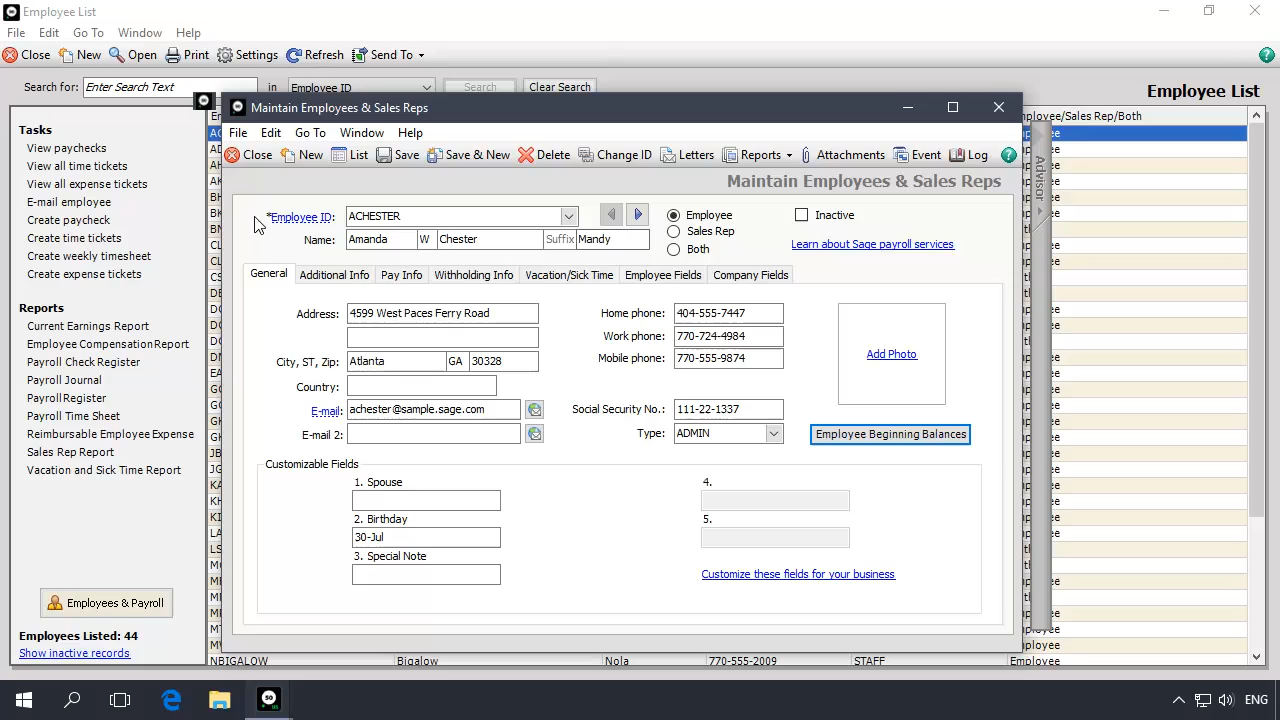 Employee List
File Edit Go To Window Help
Close New Open Print Settings Refresh Send To
Search for: Enter Search Text in Employee ID Search Clear Search
Employee List
Tasks
View paychecks
View all time tickets
View all expense tickets
E-mail employee
Create paycheck
Create time tickets
Create weekly timesheet
Create expense tickets
Reports
Current Earnings Report
Employee Compensation Report
Payroll Check Register
Payroll Journal
Payroll Register
Payroll Time Sheet
Reimbursable Employee Expense
Sales Rep Report
Vacation and Sick Time Report
Employees & Payroll
Employees Listed: 44
Show inactive records
Maintain Employees & Sales Reps
File Edit Go To Window Help
Close New List Save Save & New Delete Change ID Letters Reports Attachments Event Log
Maintain Employees & Sales Reps
*Employee ID: ACHESTER
Name: Amanda W Chester Suffix Mandy
Employee
Sales Rep
Both
Inactive
Learn about Sage payroll services
General Additional Info Pay Info Withholding Info Vacation/Sick Time Employee Fields Company Fields
Address: 4599 West Paces Ferry Road
City, ST, Zip: Atlanta GA 30328
Country:
E-mail: achester@sample.sage.com
E-mail 2:
Home phone: 404-555-7447
Work phone: 770-724-4984
Mobile phone: 770-555-9874
Social Security No.: 111-22-1337
Type: ADMIN
Add Photo
Employee Beginning Balances
Customizable Fields
1. Spouse
2. Birthday
30-Jul
3. Special Note
4.
5.
Customize these fields for your business
Advisor
NBIGALOW Bigalow Nola 770-555-2009 STAFF Employee
50
ENG